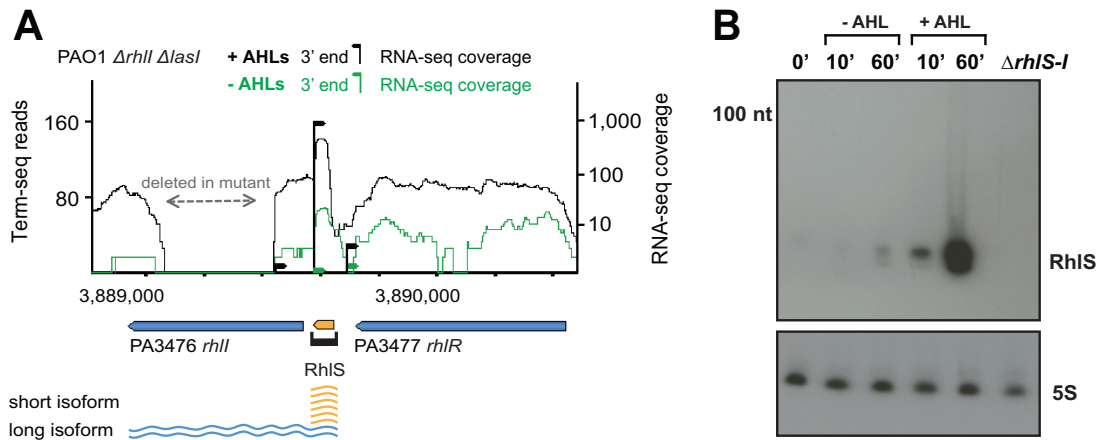 A
PAO1 ΔrhlI ΔlasI
+ AHLs 3' end RNA-seq coverage
- AHLs 3' end RNA-seq coverage
Term-seq reads
160
80
deleted in mutant
1,000
100
10
RNA-seq coverage
3,889,000
3,890,000
PA3476 rhlI
PA3477 rhlR
RhlS
short isoform
long isoform
B
- AHL
+ AHL
0' 10' 60' 10' 60' ΔrhlS-I
100 nt
RhlS
5S